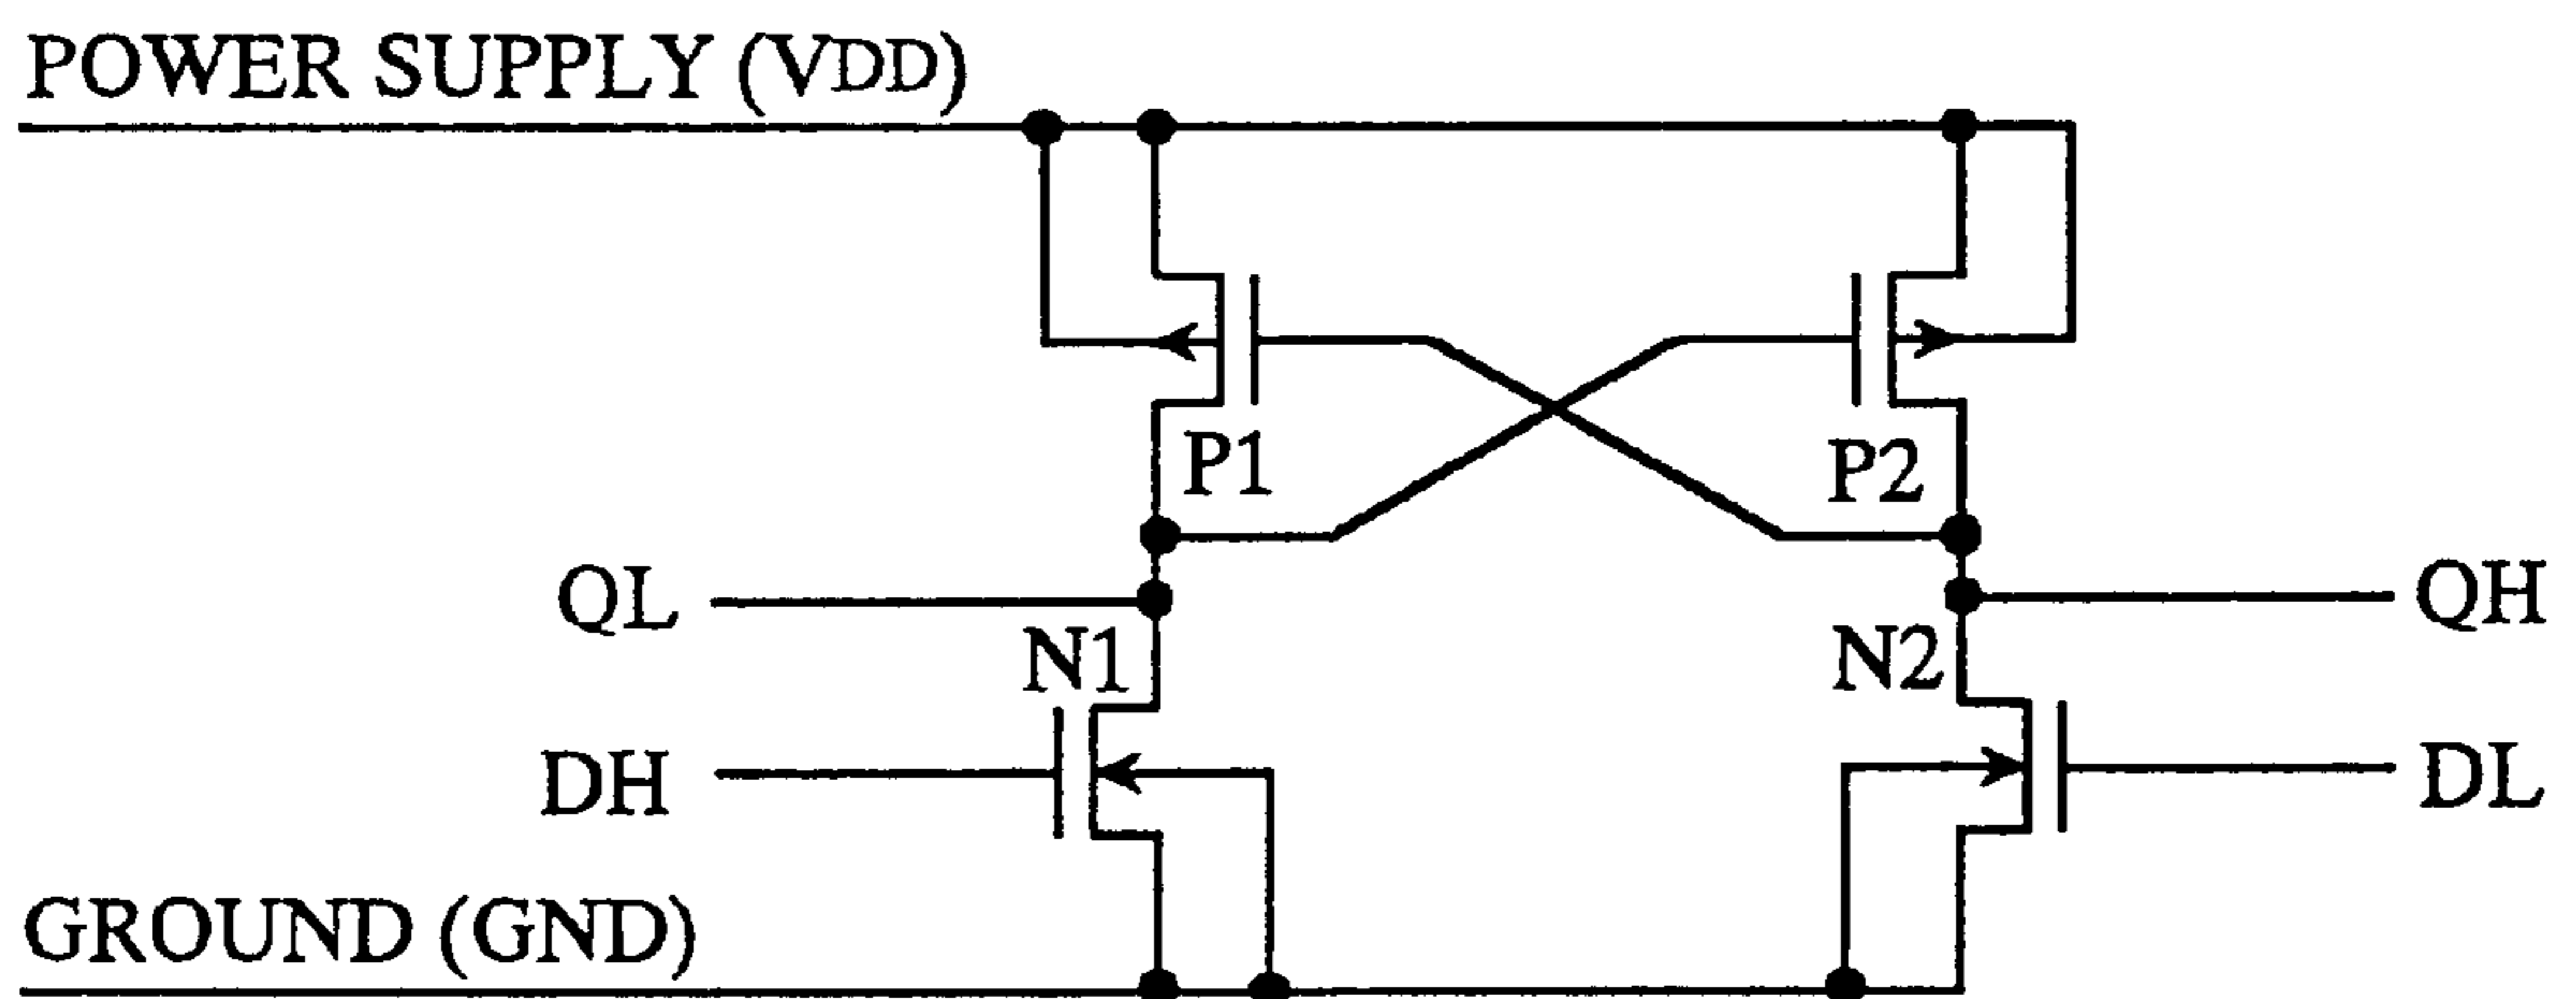 POWER SUPPLY (VDD)
P1
P2
QL
QH
N1
N2
DH
DL
GROUND (GND)